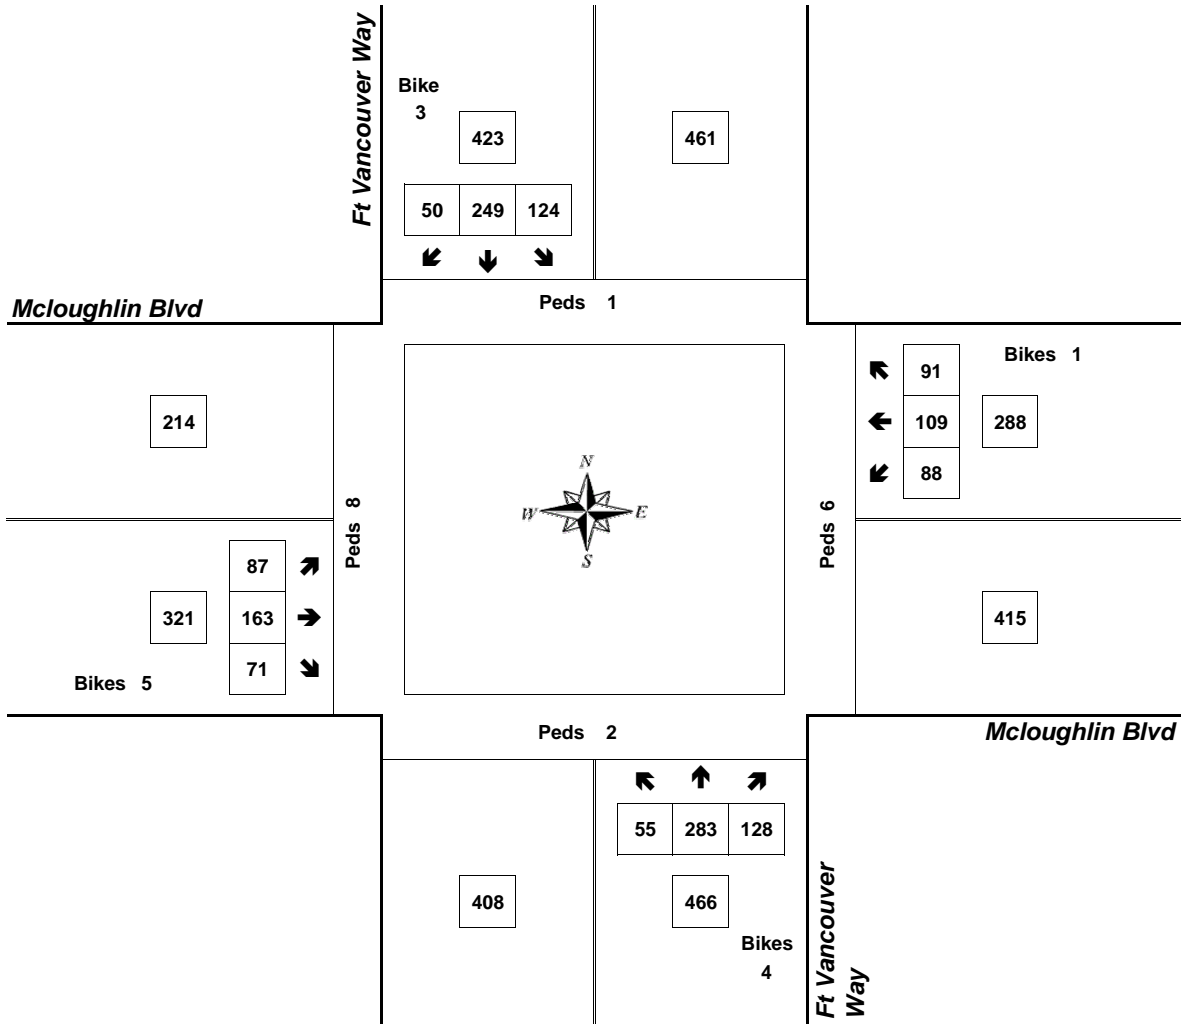 Ft Vancouver Way
Bike
3
423
461
50 249 124
Mcloughlin Blvd
Peds 1
Bikes 1
91
109
88
288
214
N
W E
S
Peds 8
Peds 6
87
163
71
321
415
Bikes 5
Peds 2
Mcloughlin Blvd
55 283 128
408
466
Bikes
4
Ft Vancouver
Way